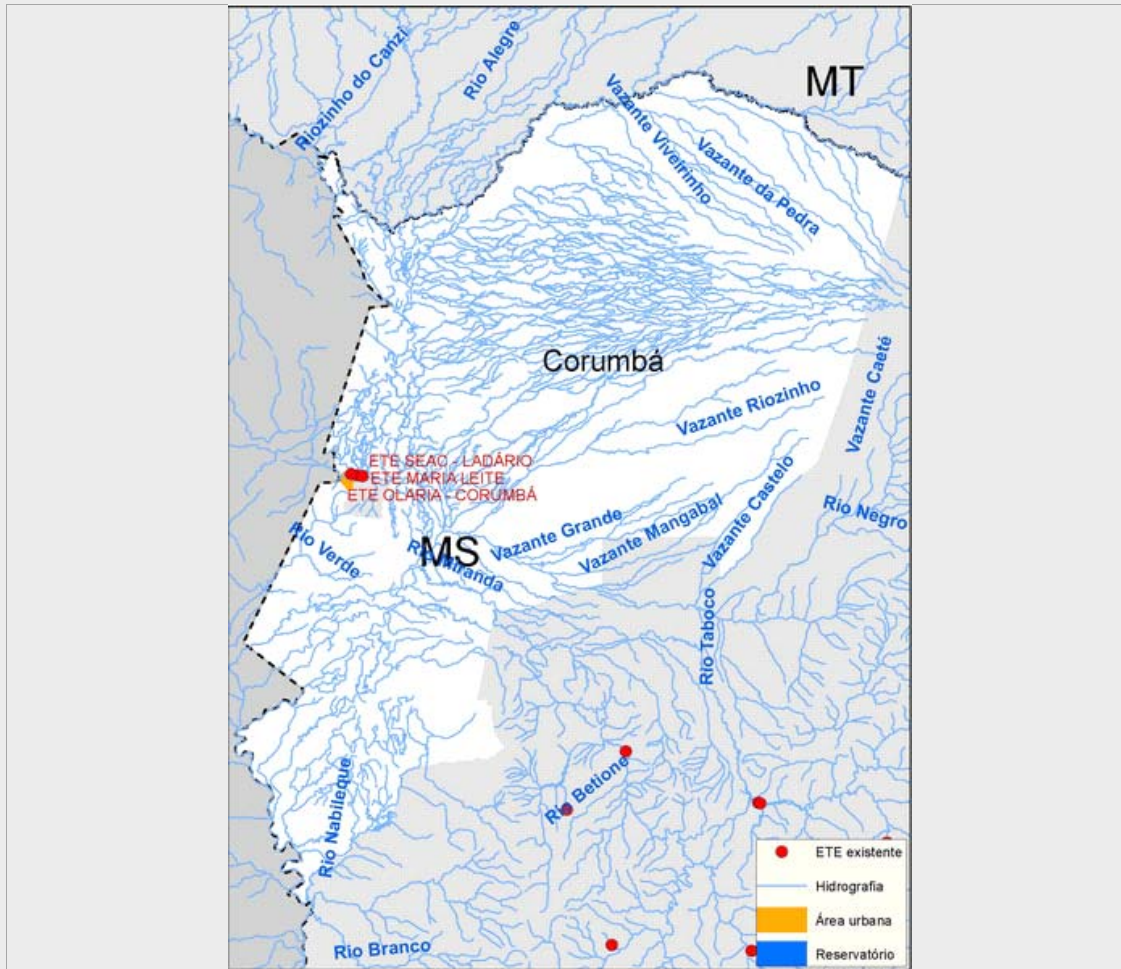 Riozinho do Canzi
Rio Alegre
MT
Vazante Viveirinho
Vazante da Pedra
Corumbá
Vazante Caeté
Vazante Riozinho
ETE SEAC - LADÁRIO
ETE MARIA LEITE
ETE OLARIA - CORUMBÁ
Vazante Castelo
Rio Negro
Vazante Grande
Vazante Mangabal
Rio Verde
MS
Rio Miranda
Rio Taboco
Rio Betione
Rio Nabileque
Rio Branco
ETE existente
Hidrografia
Área urbana
Reservatório